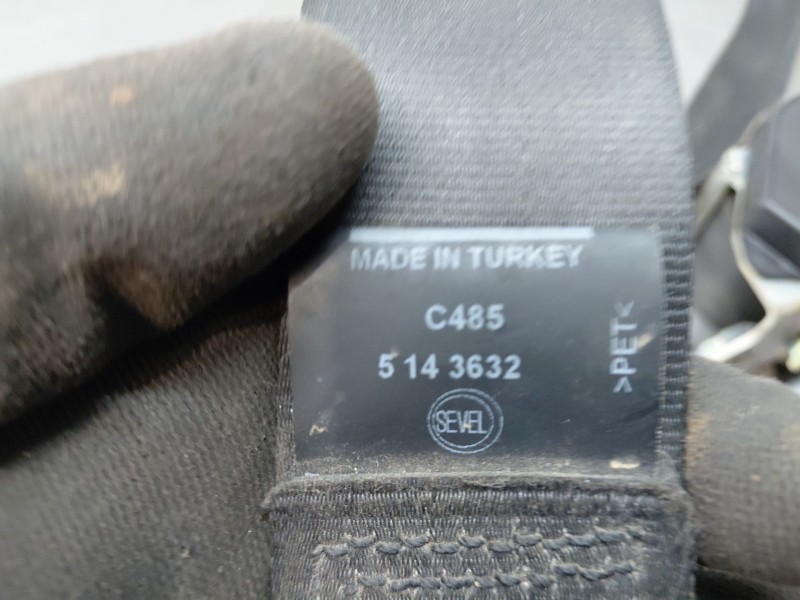 MADE IN TURKEY
C485
5 14 3632
SEVEL
>PET<